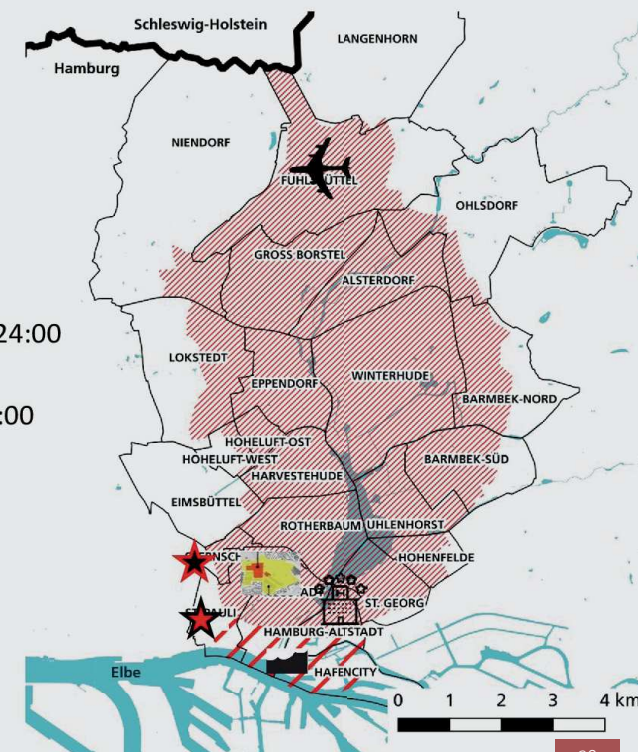 Schleswig-Holstein
LANGENHORN
Hamburg
NIENDORF
OHLSDORF
GROSS BORSTEL
ALSTERDORF
24:00
LOKSTEDT
WINTERHUDE
EPPENDORF
BARMBEK-NORD
:00
HOHELUFT-OST
HOHELUFT-WEST
BARMBEK-SÜD
HARVESTEHUDE
EIMSBÜTTEL
ROTHERBAUM UHLENHORST
HOHENFELDE
ST. GEORG
HAMBURG-ALTSTADT
Elbe
HAFENCITY
0 1 2 3 4 km